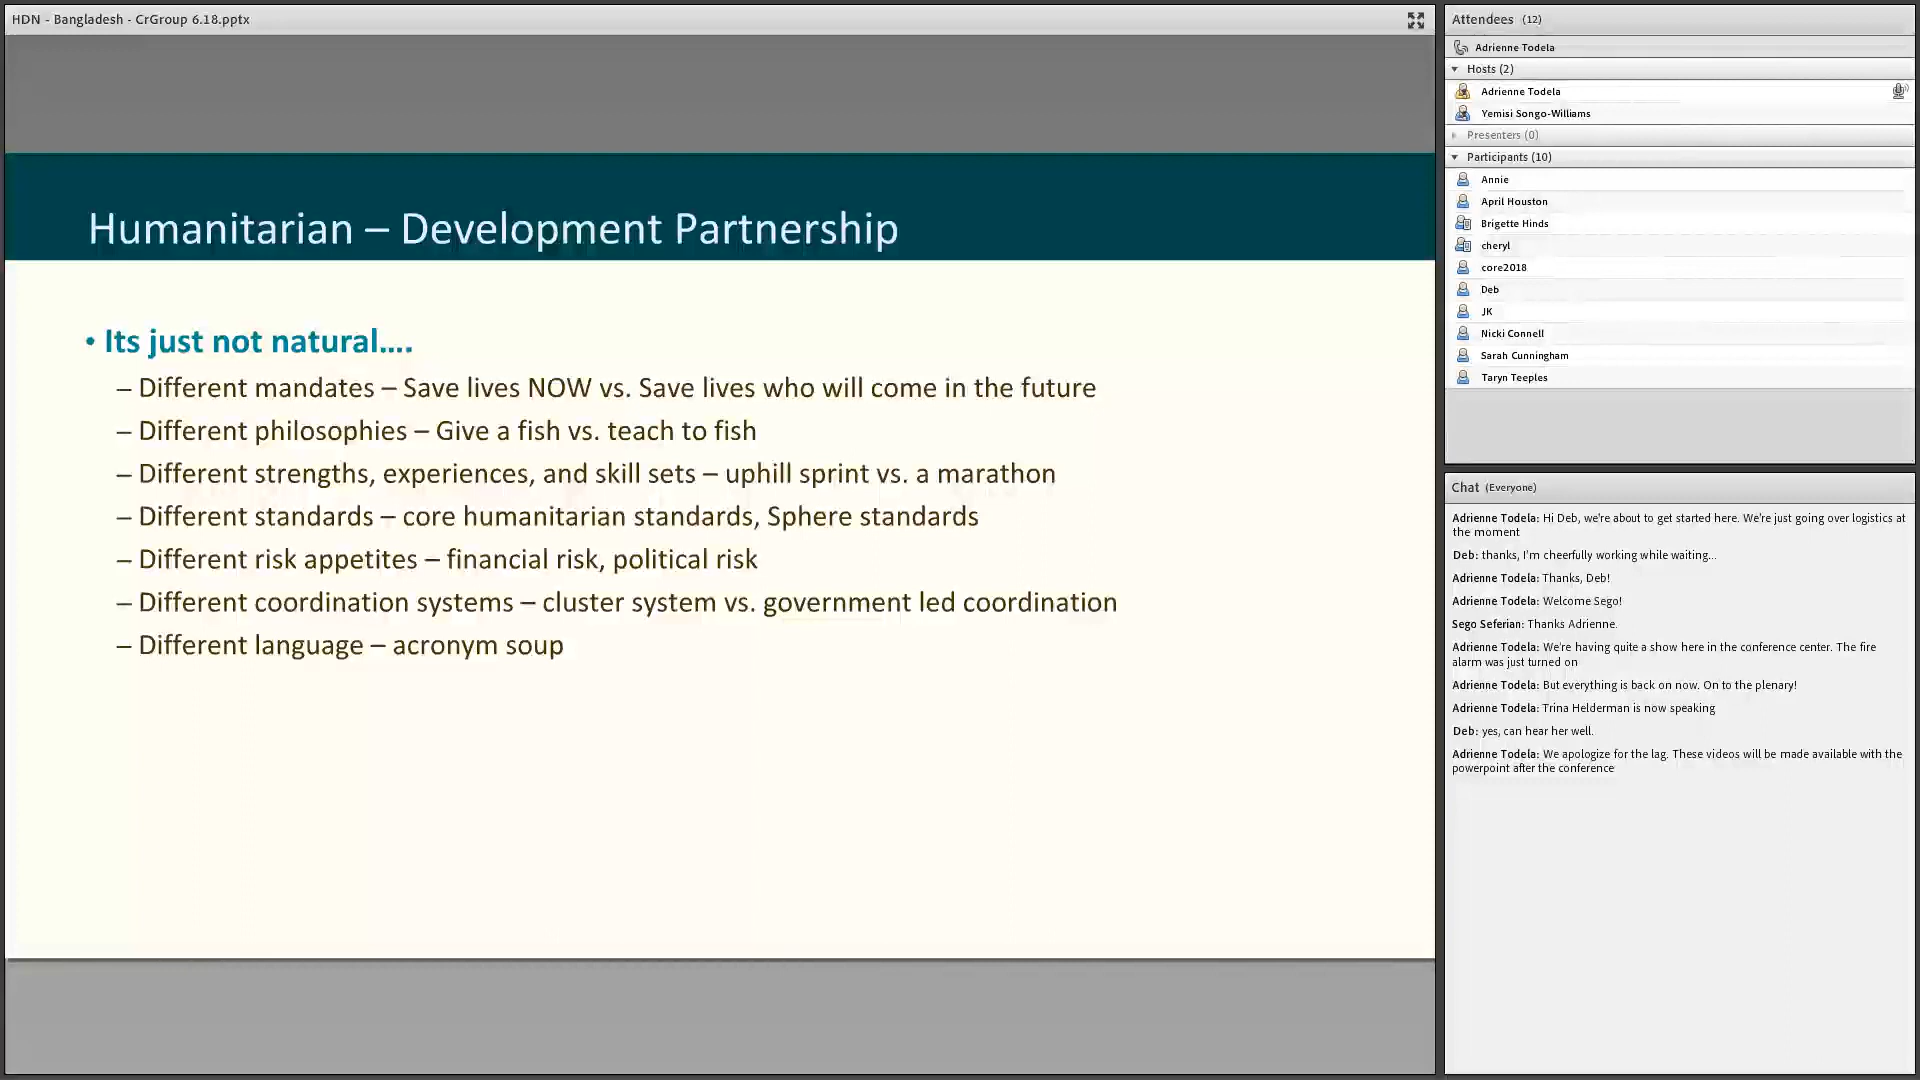 HDN - Bangladesh - CrGroup 6.18.pptx
Humanitarian – Development Partnership
• Its just not natural....
– Different mandates – Save lives NOW vs. Save lives who will come in the future
– Different philosophies – Give a fish vs. teach to fish
– Different strengths, experiences, and skill sets – uphill sprint vs. a marathon
– Different standards – core humanitarian standards, Sphere standards
– Different risk appetites – financial risk, political risk
– Different coordination systems – cluster system vs. government led coordination
– Different language – acronym soup
Attendees (12)
Adrienne Todela
Hosts (2)
Adrienne Todela
Yemisi Songo-Williams
Presenters (0)
Participants (10)
Annie
April Houston
Brigette Hinds
cheryl
core2018
Deb
JK
Nicki Connell
Sarah Cunningham
Taryn Teeples
Chat (Everyone)
Adrienne Todela: Hi Deb, we're about to get started here. We're just going over logistics at
the moment
Deb: thanks, I'm cheerfully working while waiting...
Adrienne Todela: Thanks, Deb!
Adrienne Todela: Welcome Sego!
Sego Seferian: Thanks Adrienne.
Adrienne Todela: We're having quite a show here in the conference center. The fire
alarm was just turned on
Adrienne Todela: But everything is back on now. On to the plenary!
Adrienne Todela: Trina Helderman is now speaking
Deb: yes, can hear her well.
Adrienne Todela: We apologize for the lag. These videos will be made available with the
powerpoint after the conference